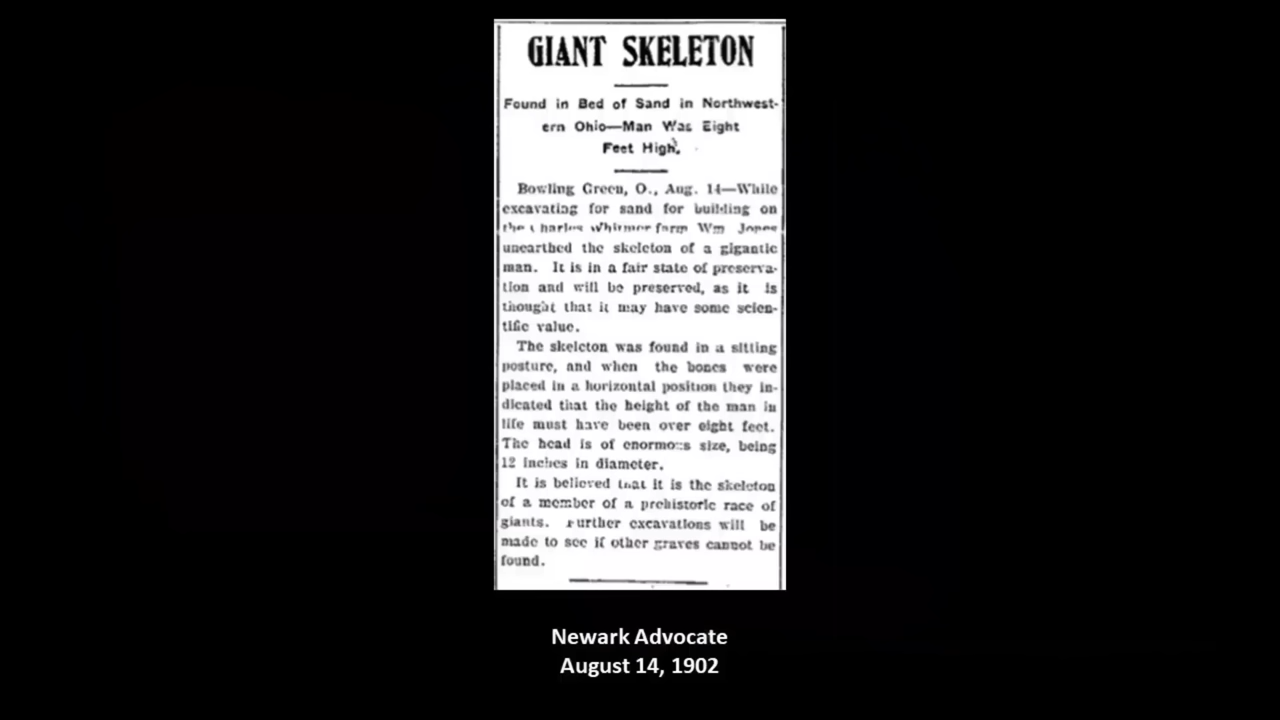 GIANT SKELETON
Found in Bed of Sand in Northwest-
ern Ohio—Man Was Eight
Feet High.
Bowling Green, O., Aug. 14—While
excavating for sand for building on
the Charles Whitmer farm Wm Jones
unearthed the skeleton of a gigantic
man. It is in a fair state of preserva-
tion and will be preserved, as it is
thought that it may have some scien-
tific value.
The skeleton was found in a sitting
posture, and when the bones were
placed in a horizontal position they in-
dicated that the height of the man in
life must have been over eight feet.
The head is of enormous size, being
12 inches in diameter.
It is believed that it is the skeleton
of a member of a prehistoric race of
giants. Further excavations will be
made to see if other graves cannot be
found.
Newark Advocate
August 14, 1902